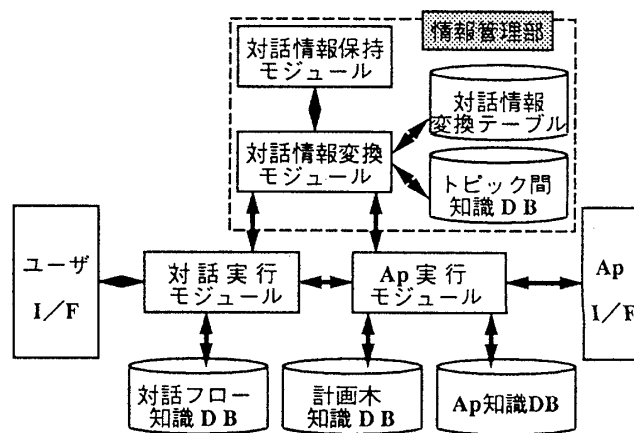 情報管理部
対話情報保持
モジュール
対話情報
変換テーブル
対話情報変換
モジュール
トピック間
知識DB
ユーザ
I/F
対話実行
モジュール
Ap実行
モジュール
Ap
I/F
対話フロー
知識DB
計画木
知識DB
Ap知識DB